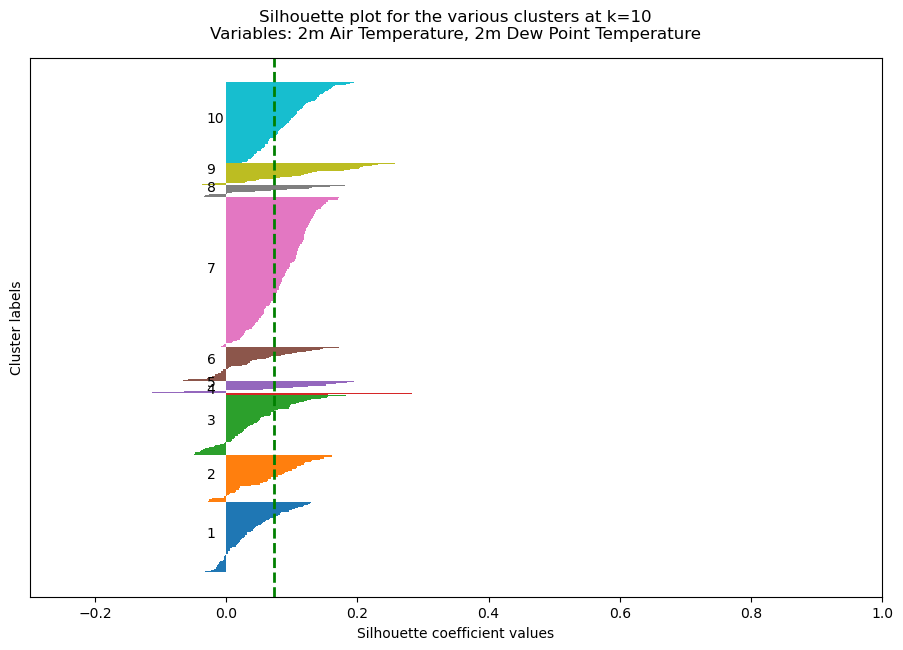 Silhouette plot for the various clusters at k=10
Variables: 2m Air Temperature, 2m Dew Point Temperature
Cluster labels
10
9
8
7
6
5
4
3
2
1
−0.2 0.0 0.2 0.4 0.6 0.8 1.0
Silhouette coefficient values